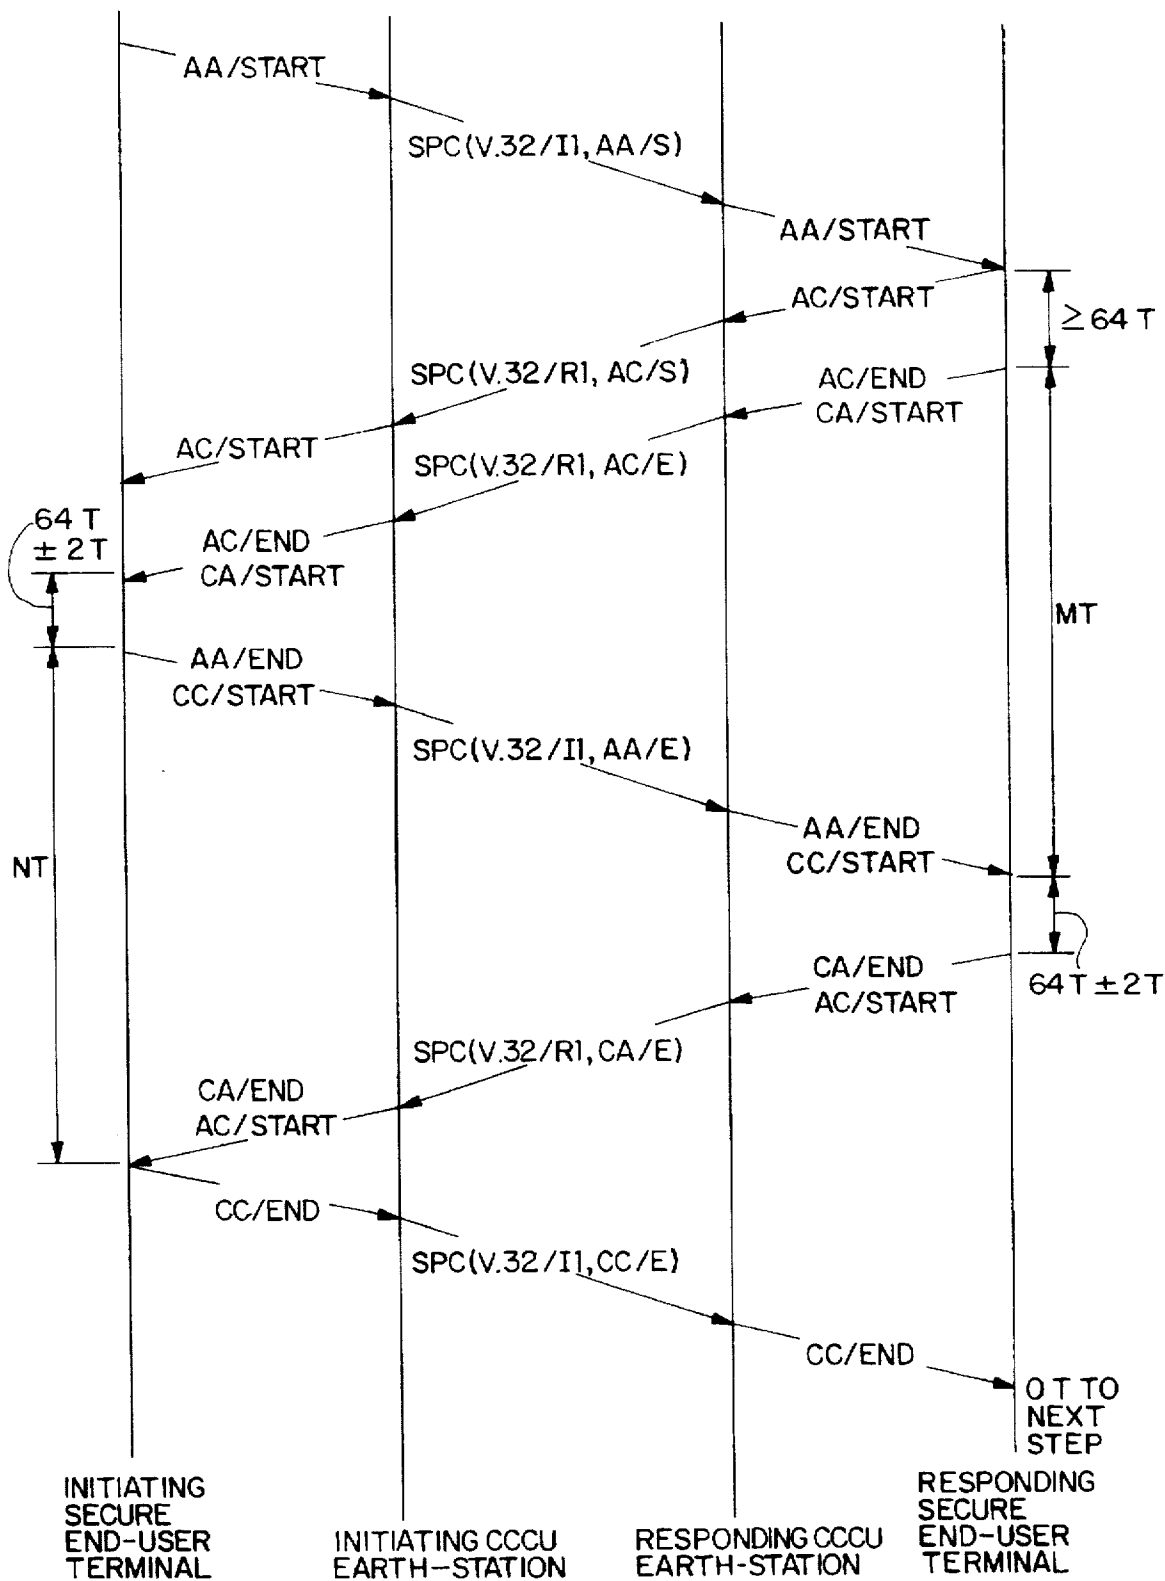 AA/START
SPC(V.32/I1, AA/S)
AA/START
AC/START
≥ 64 T
SPC(V.32/R1, AC/S)
AC/END
CA/START
AC/START
SPC(V.32/R1, AC/E)
64 T
± 2 T
AC/END
CA/START
MT
AA/END
CC/START
SPC(V.32/I1, AA/E)
AA/END
CC/START
NT
CA/END
AC/START
64 T ± 2 T
SPC(V.32/R1, CA/E)
CA/END
AC/START
CC/END
SPC(V.32/I1, CC/E)
CC/END
0 T TO
NEXT
STEP
INITIATING
SECURE
END-USER
TERMINAL
INITIATING CCCU
EARTH-STATION
RESPONDING CCCU
EARTH-STATION
RESPONDING
SECURE
END-USER
TERMINAL